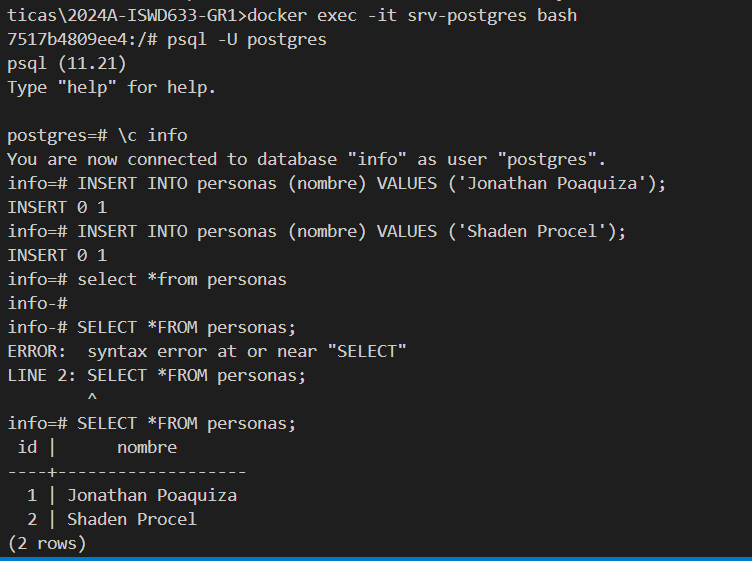 ticas\2024A-ISWD633-GR1>docker exec -it srv-postgres bash
7517b4809ee4:/# psql -U postgres
psql (11.21)
Type "help" for help.
postgres=# \c info
You are now connected to database "info" as user "postgres".
info=# INSERT INTO personas (nombre) VALUES ('Jonathan Poaquiza');
INSERT 0 1
info=# INSERT INTO personas (nombre) VALUES ('Shaden Procel');
INSERT 0 1
info=# select *from personas
info-#
info-# SELECT *FROM personas;
ERROR:  syntax error at or near "SELECT"
LINE 2: SELECT *FROM personas;
        ^
info=# SELECT *FROM personas;
 id |      nombre
----+-------------------
  1 | Jonathan Poaquiza
  2 | Shaden Procel
(2 rows)